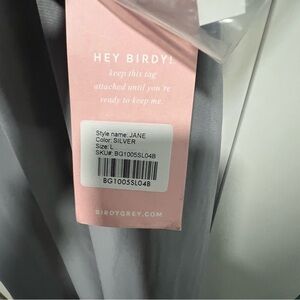 HEY BIRDY!
keep this tag
attached until you're
ready to keep me.
Style name: JANE
Color: SILVER
Size: L
SKU#: BG1005SL04B
BG1005SL04B
BIRDYGREY.COM